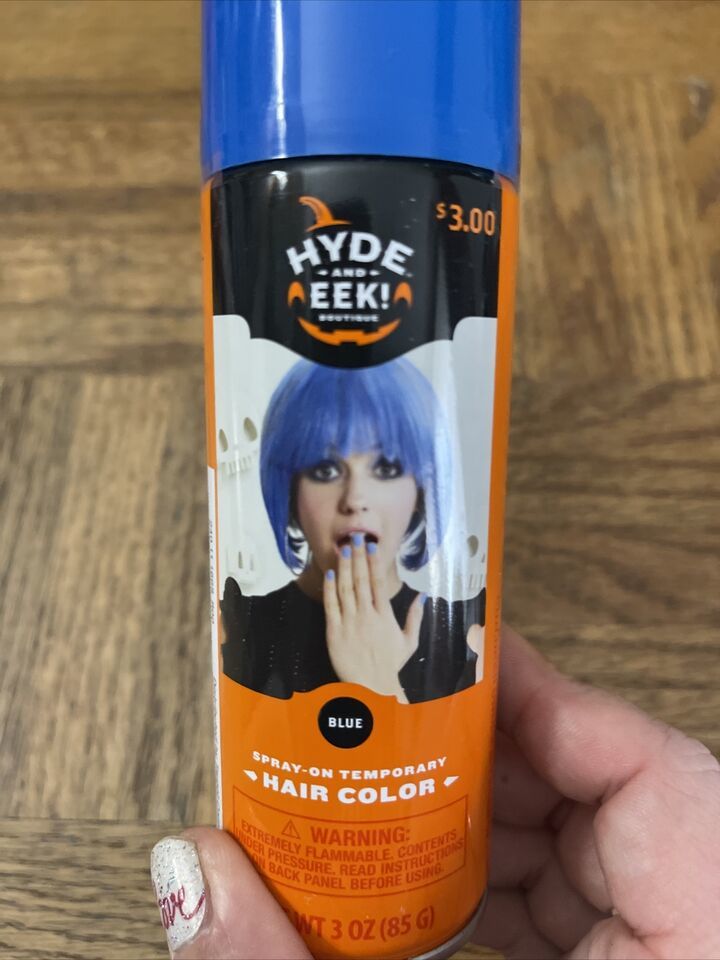 $3.00
HYDE
AND
EEK!
BOUTIQUE
BLUE
SPRAY-ON TEMPORARY
HAIR COLOR
WARNING:
EXTREMELY FLAMMABLE. CONTENTS
UNDER PRESSURE. READ INSTRUCTIONS
ON BACK PANEL BEFORE USING.
WT 3 OZ (85 G)